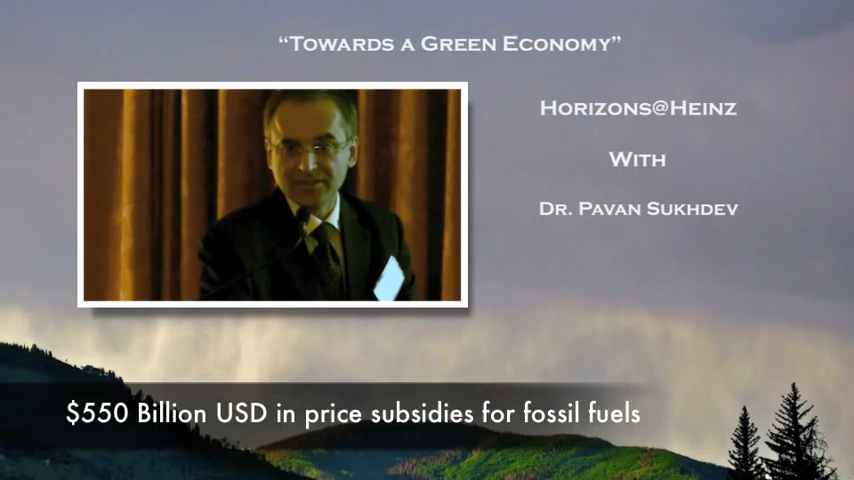 “Towards a Green Economy”
Horizons@Heinz
With
Dr. Pavan Sukhdev
$550 Billion USD in price subsidies for fossil fuels